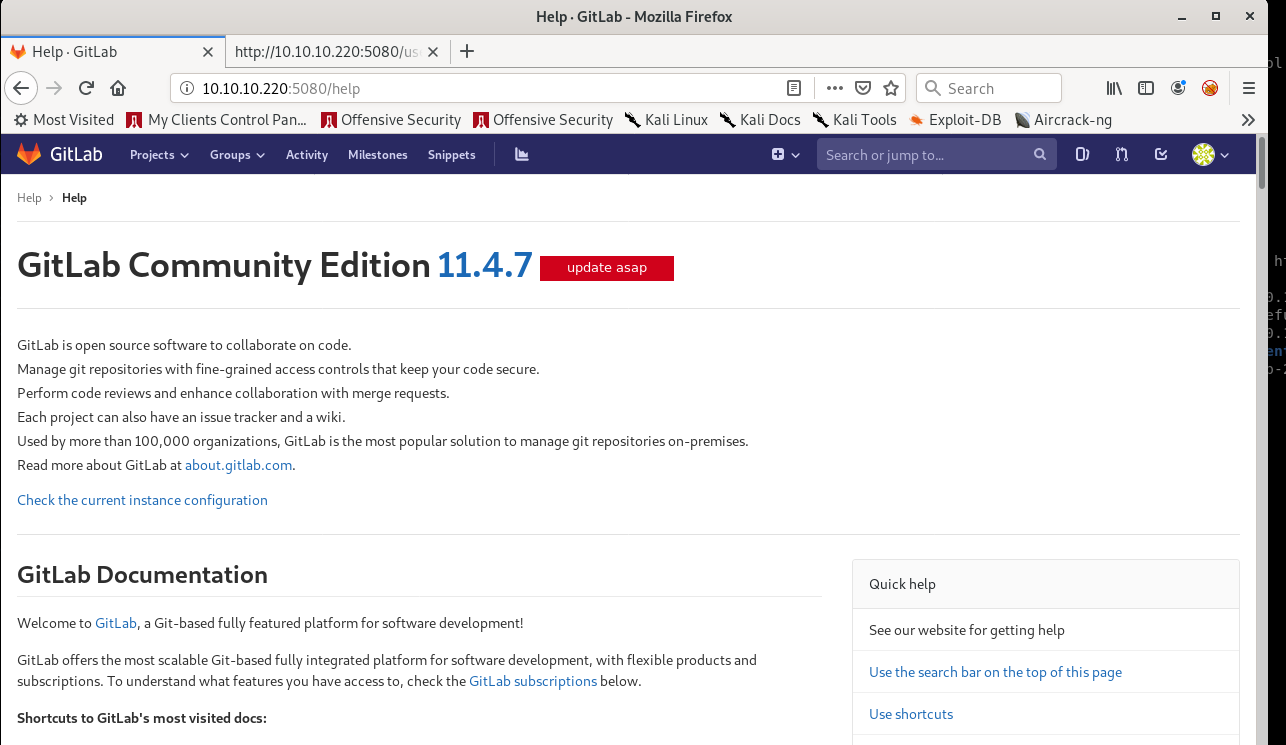 Help · GitLab - Mozilla Firefox
Help · GitLab http://10.10.10.220:5080/us
10.10.10.220:5080/help Search
Most Visited My Clients Control Pan... Offensive Security Offensive Security Kali Linux Kali Docs Kali Tools Exploit-DB Aircrack-ng
GitLab Projects Groups Activity Milestones Snippets Search or jump to...
Help › Help
GitLab Community Edition 11.4.7 update asap
GitLab is open source software to collaborate on code.
Manage git repositories with fine-grained access controls that keep your code secure.
Perform code reviews and enhance collaboration with merge requests.
Each project can also have an issue tracker and a wiki.
Used by more than 100,000 organizations, GitLab is the most popular solution to manage git repositories on-premises.
Read more about GitLab at about.gitlab.com.
Check the current instance configuration
GitLab Documentation
Welcome to GitLab, a Git-based fully featured platform for software development!
GitLab offers the most scalable Git-based fully integrated platform for software development, with flexible products and
subscriptions. To understand what features you have access to, check the GitLab subscriptions below.
Shortcuts to GitLab's most visited docs:
Quick help
See our website for getting help
Use the search bar on the top of this page
Use shortcuts